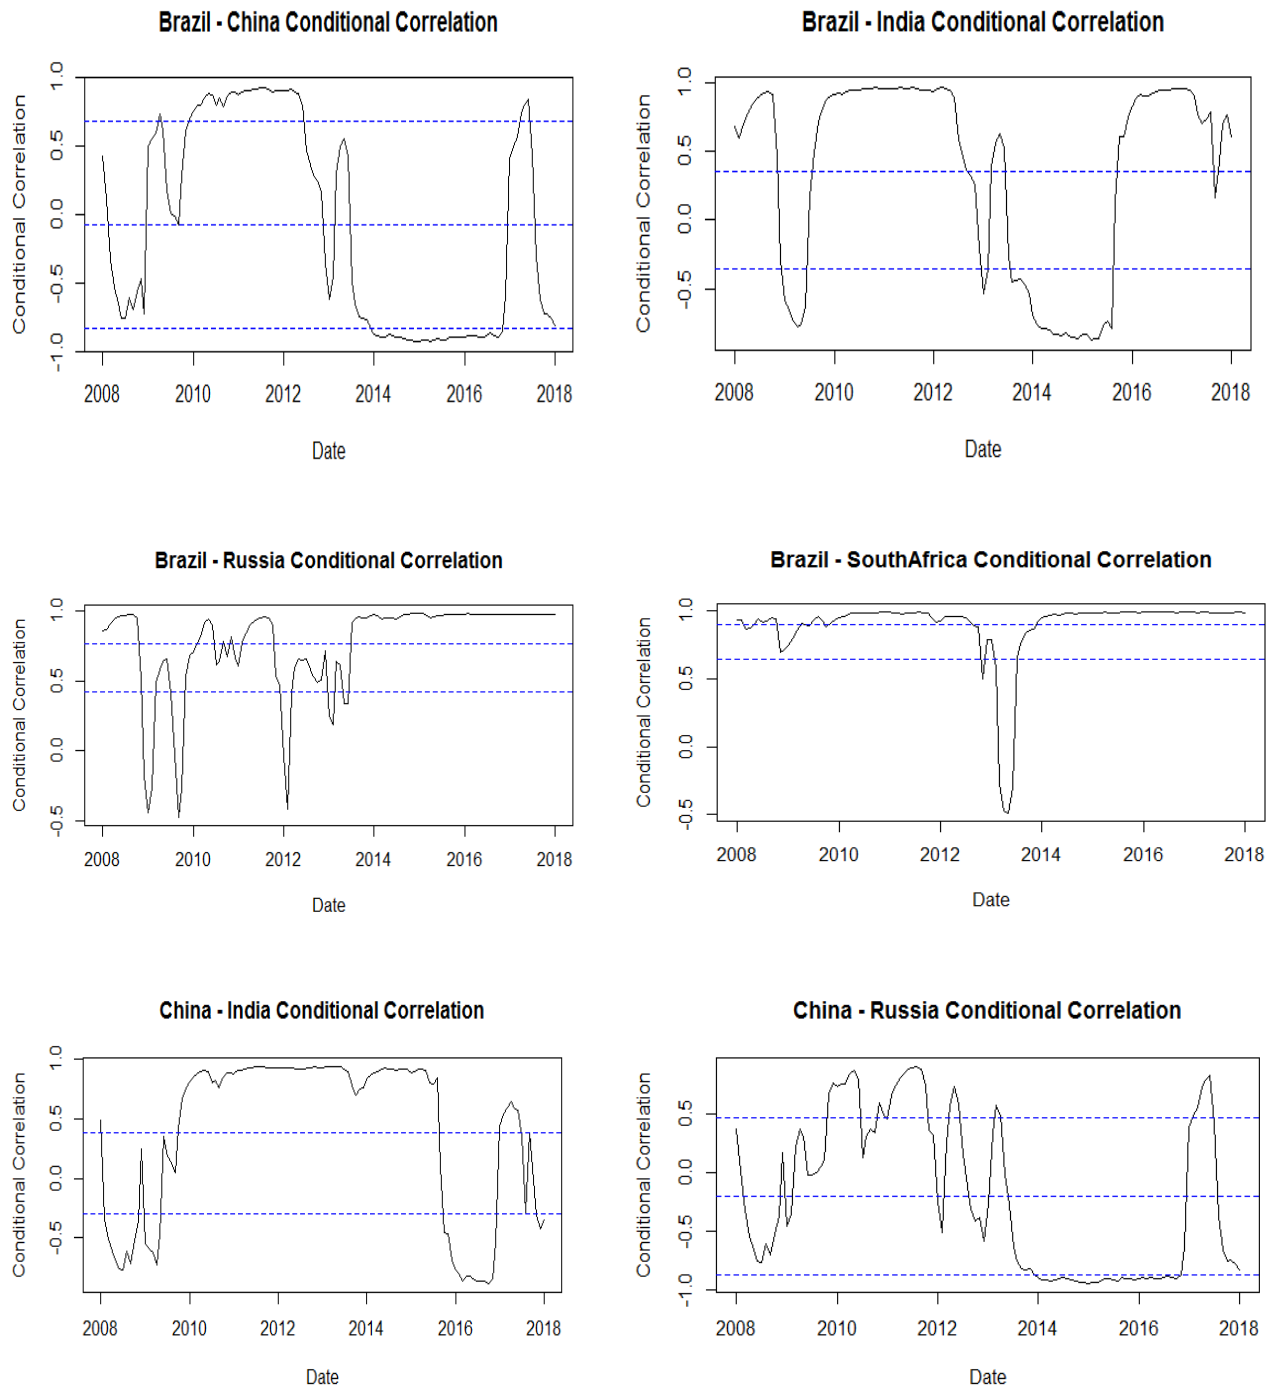 Brazil - China Conditional Correlation
Conditional Correlation
1.0
0.5
0.0
-0.5
-1.0
2008 2010 2012 2014 2016 2018
Date
Brazil - India Conditional Correlation
Conditional Correlation
1.0
0.5
0.0
-0.5
2008 2010 2012 2014 2016 2018
Date
Brazil - Russia Conditional Correlation
Conditional Correlation
1.0
0.5
0.0
-0.5
2008 2010 2012 2014 2016 2018
Date
Brazil - SouthAfrica Conditional Correlation
Conditional Correlation
1.0
0.5
0.0
-0.5
2008 2010 2012 2014 2016 2018
Date
China - India Conditional Correlation
Conditional Correlation
1.0
0.5
0.0
-0.5
2008 2010 2012 2014 2016 2018
Date
China - Russia Conditional Correlation
Conditional Correlation
0.5
0.0
-0.5
-1.0
2008 2010 2012 2014 2016 2018
Date